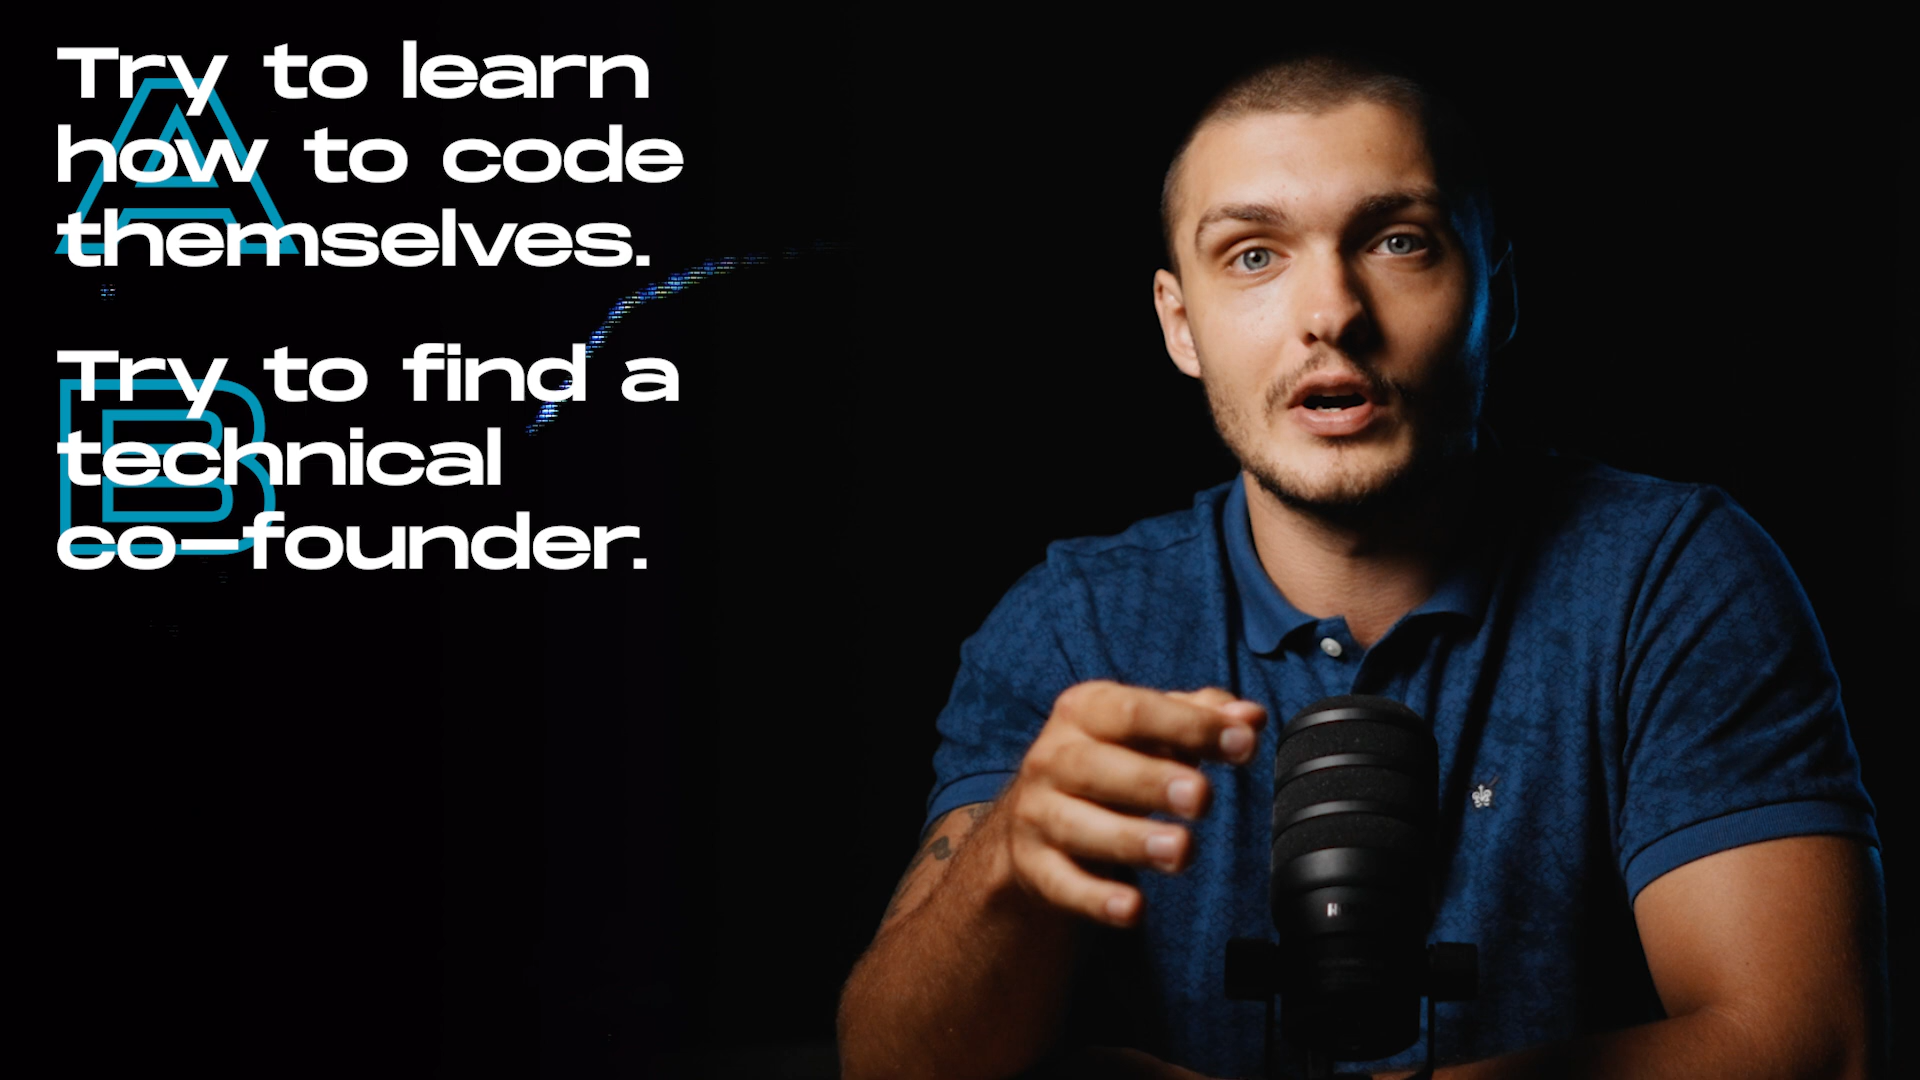 A
Try to learn
how to code
themselves.
B
Try to find a
technical
co-founder.